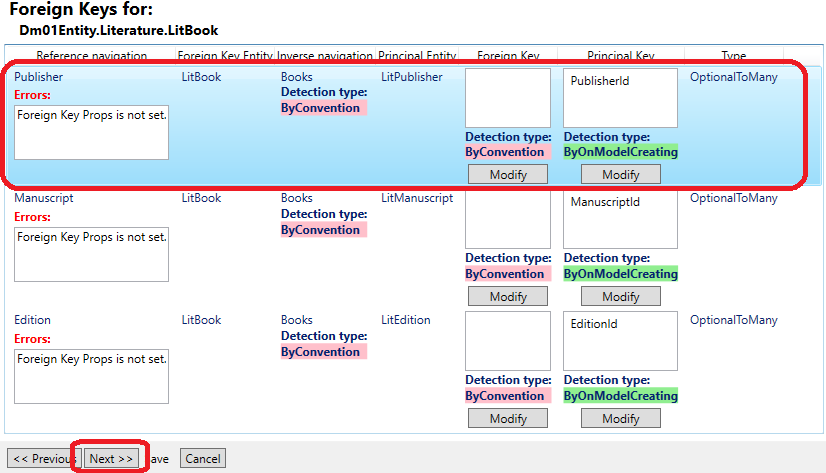 Foreign Keys for:
Dm01Entity.Literature.LitBook
Reference navigation Foreign Key Entity Inverse navigation Principal Entity Foreign Key Principal Key Type
Publisher LitBook Books LitPublisher PublisherId OptionalToMany
Errors: Detection type:
Foreign Key Props is not set. ByConvention
Detection type: Detection type:
ByConvention ByOnModelCreating
Modify Modify
Manuscript LitBook Books LitManuscript ManuscriptId OptionalToMany
Errors: Detection type:
Foreign Key Props is not set. ByConvention
Detection type: Detection type:
ByConvention ByOnModelCreating
Modify Modify
Edition LitBook Books LitEdition EditionId OptionalToMany
Errors: Detection type:
Foreign Key Props is not set. ByConvention
Detection type: Detection type:
ByConvention ByOnModelCreating
Modify Modify
<< Previous Next >> ave Cancel